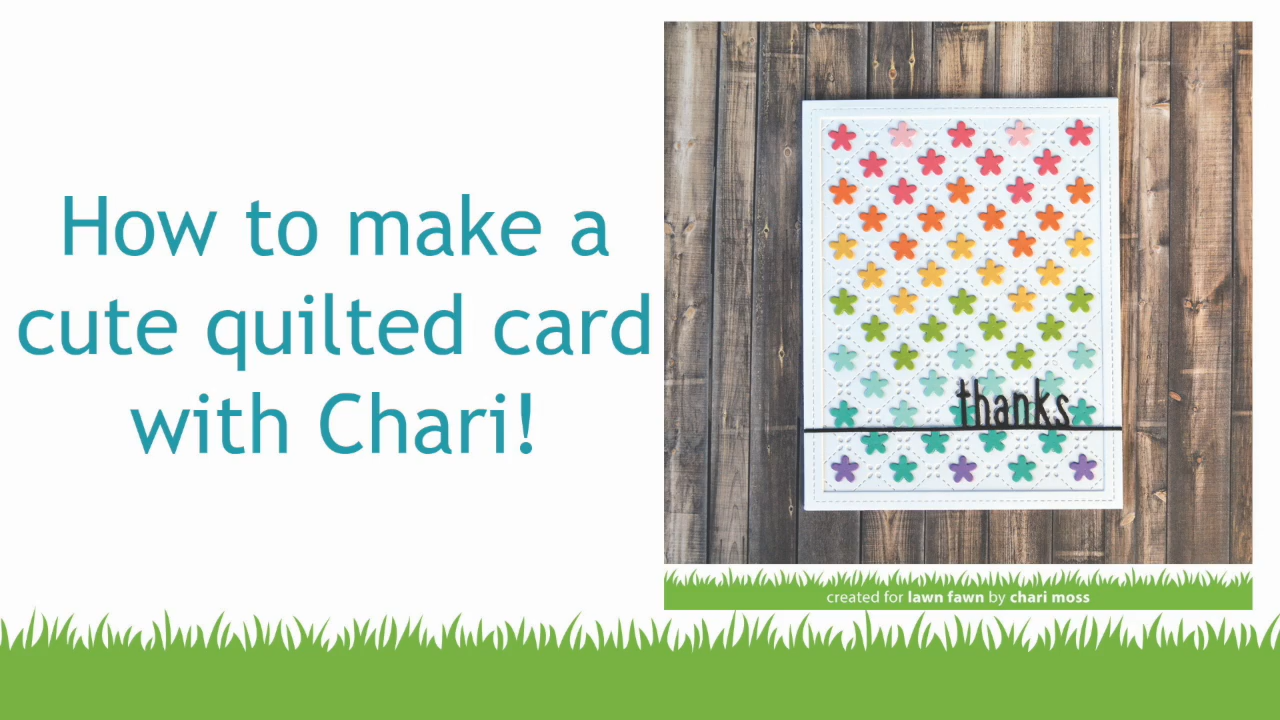 How to make a
cute quilted card
with Chari!
thanks
created for lawn fawn by chari moss